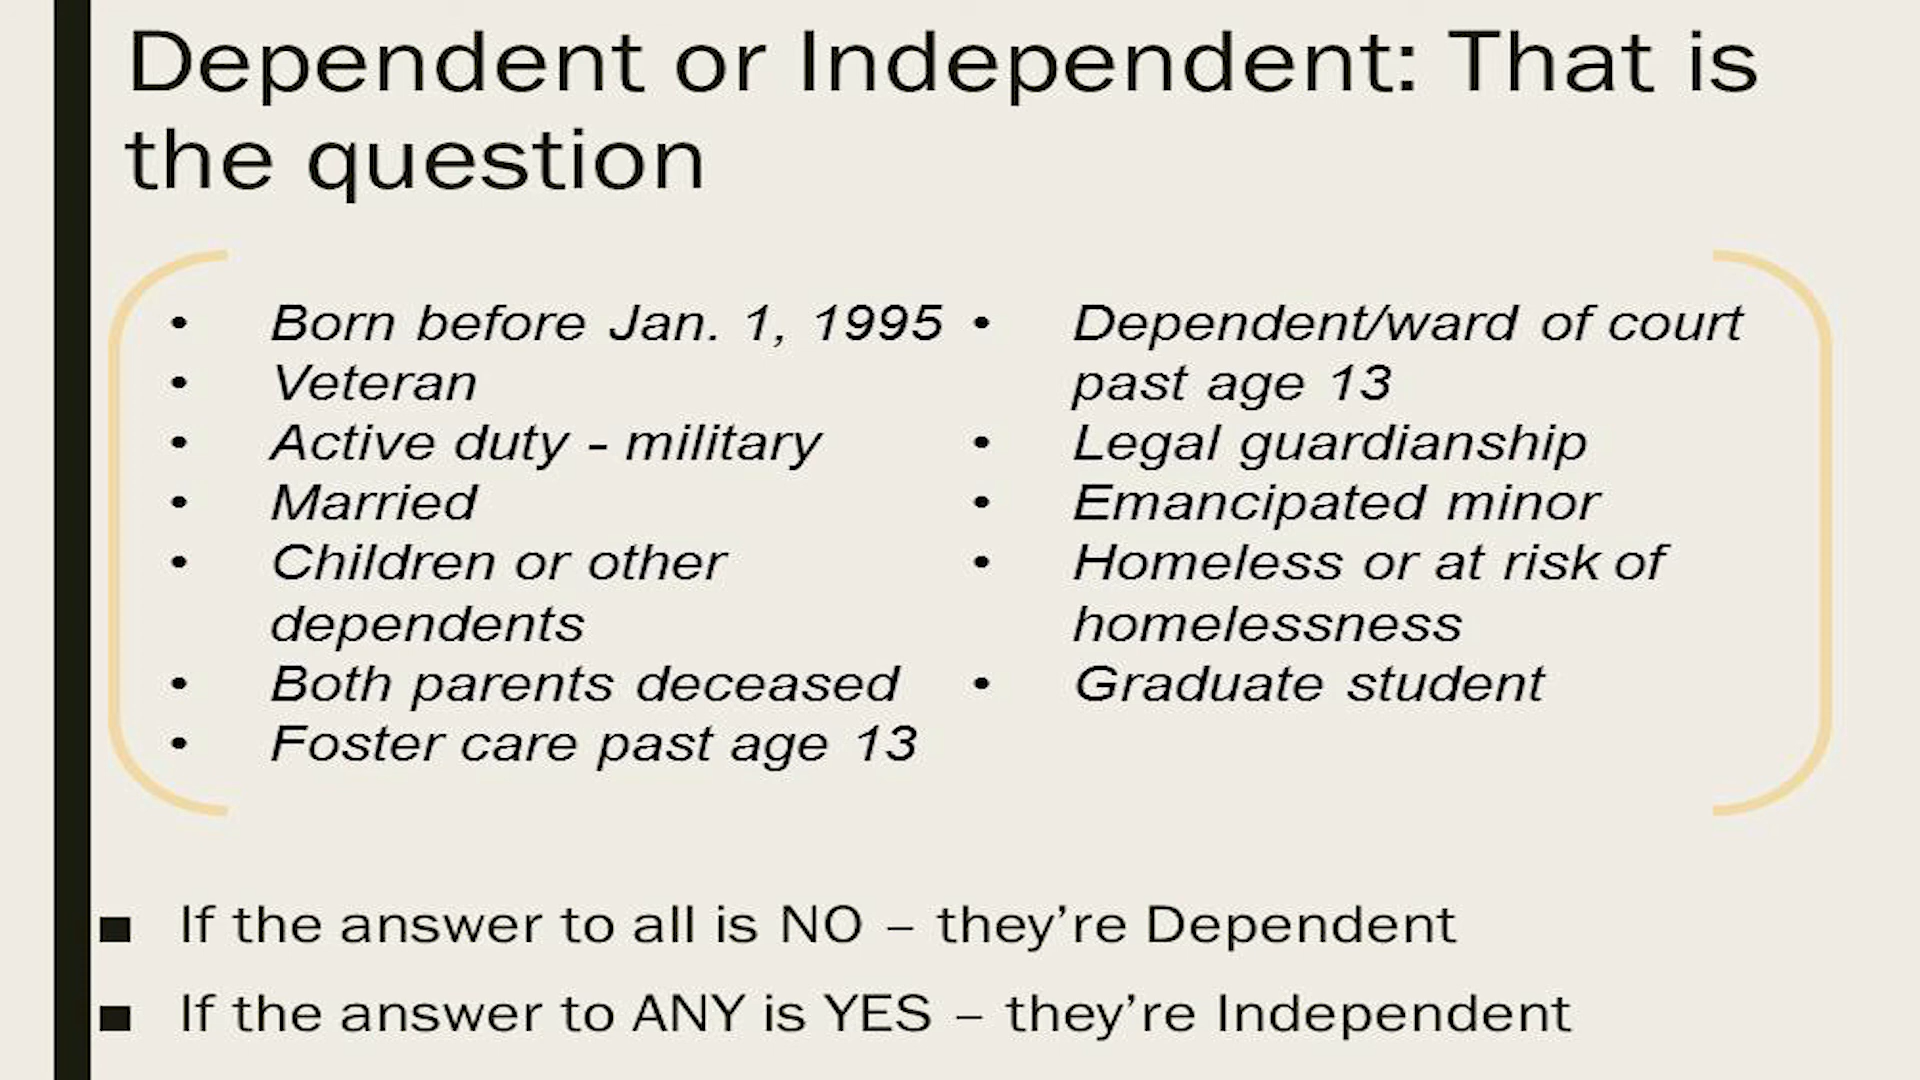 Dependent or Independent: That is
the question
• Born before Jan. 1, 1995
• Veteran
• Active duty - military
• Married
• Children or other
dependents
• Both parents deceased
• Foster care past age 13
• Dependent/ward of court
past age 13
• Legal guardianship
• Emancipated minor
• Homeless or at risk of
homelessness
• Graduate student
■ If the answer to all is NO – they’re Dependent
■ If the answer to ANY is YES – they’re Independent